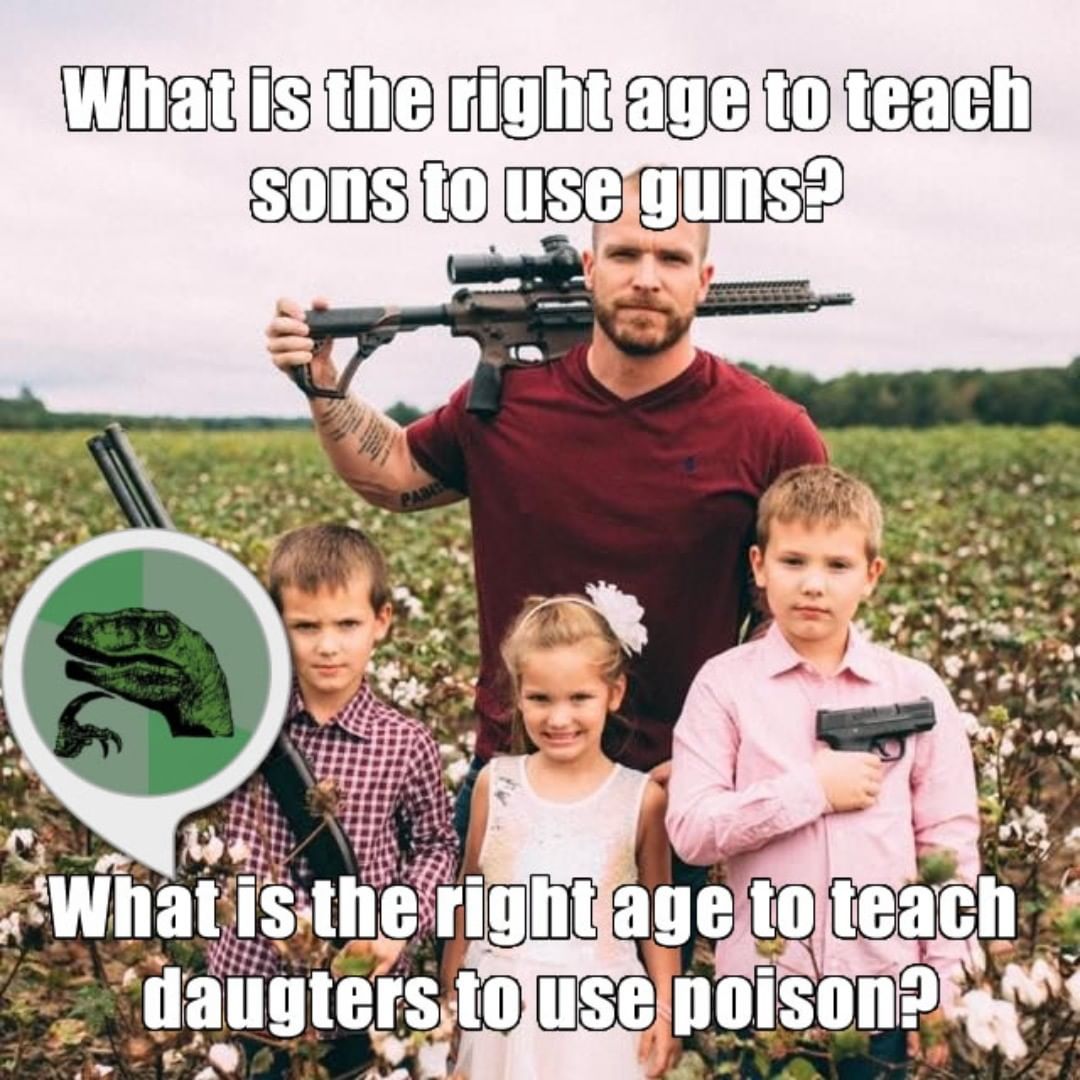 What is the right age to teach
sons to use guns?
What is the right age to teach
daugters to use poison?